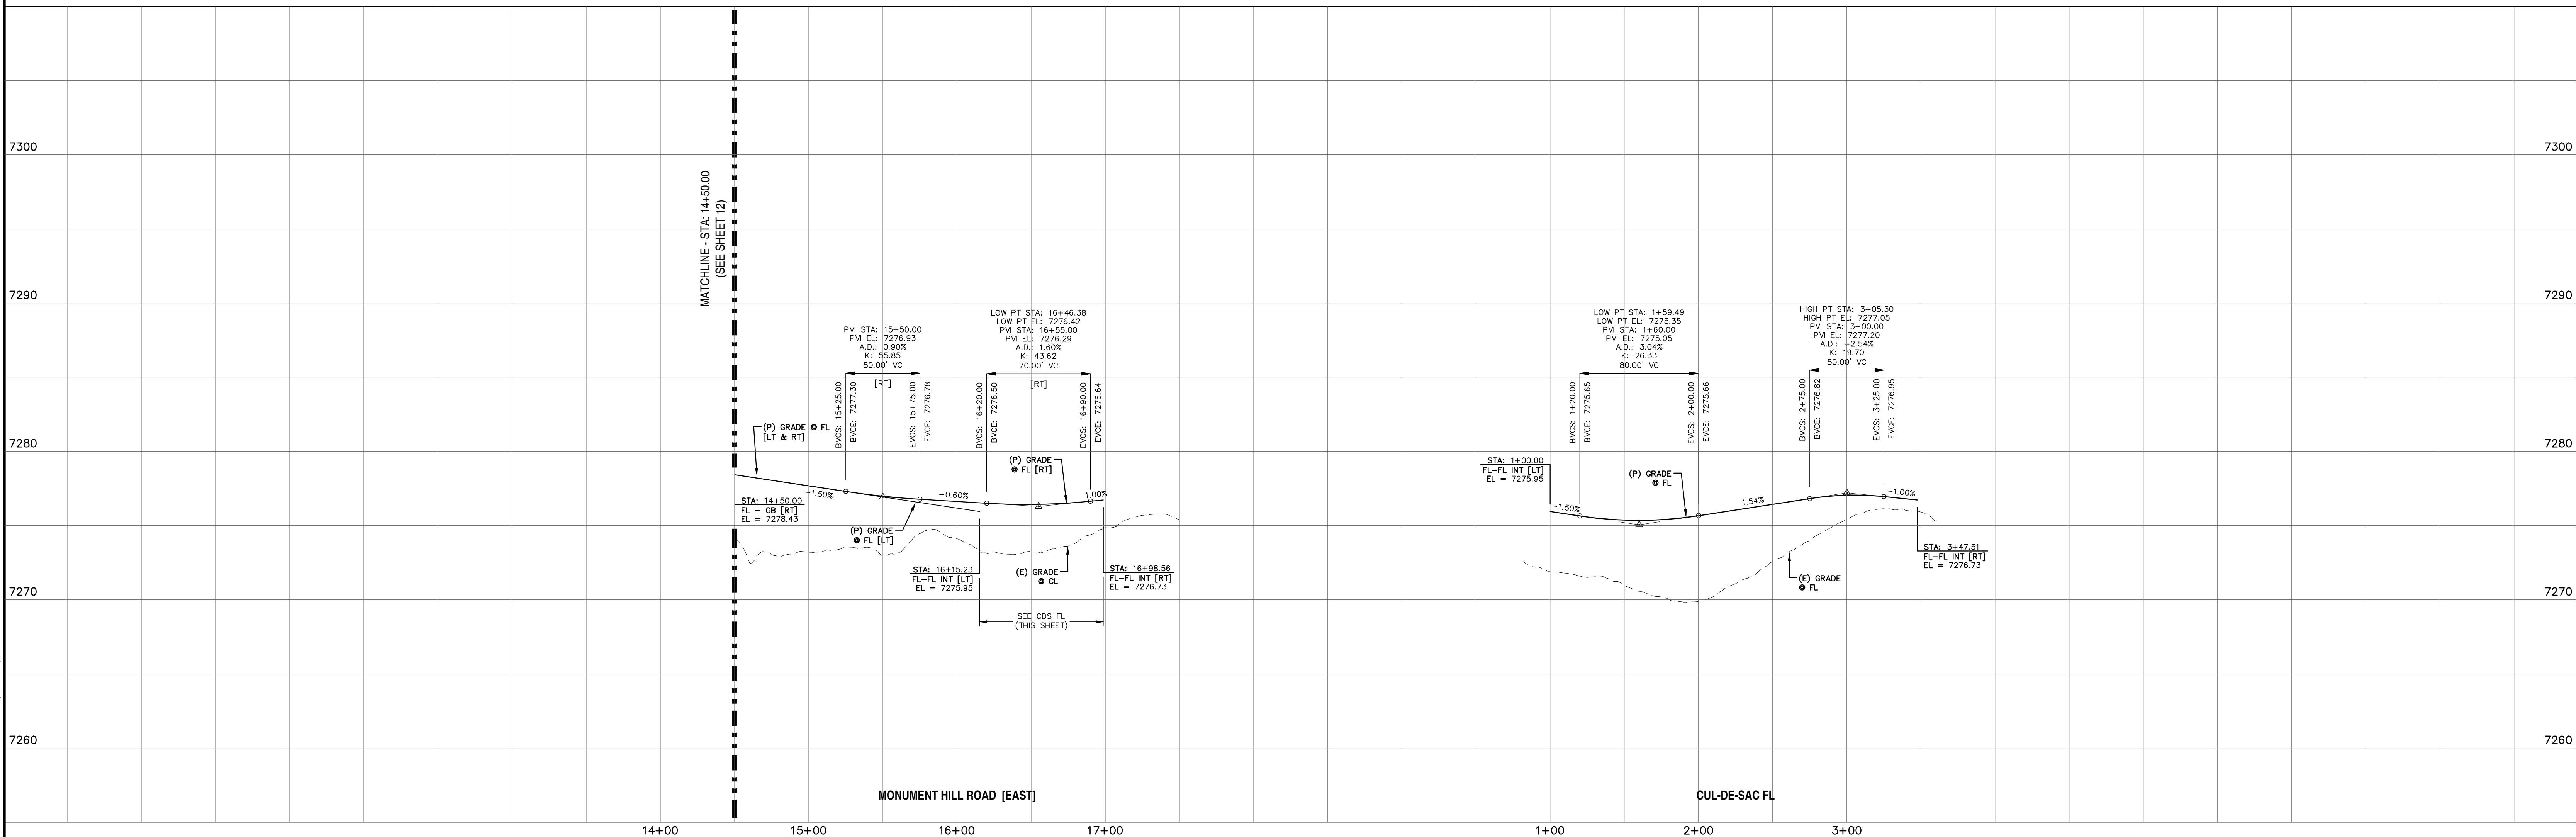 7300
7290
7280
7270
7260
MATCHLINE - STA: 14+50.00
(SEE SHEET 12)
(P) GRADE @ FL
[LT & RT]
STA: 14+50.00
FL - GB [RT]
EL = 7278.43
-1.50%
PVI STA: 15+50.00
PVI EL: 7276.93
A.D.: 0.90%
K: 55.85
50.00' VC
[RT]
BVCS: 15+25.00
BVCE: 7277.30
EVCS: 15+75.00
EVCE: 7276.78
-0.60%
(P) GRADE
@ FL [LT]
LOW PT STA: 16+46.38
LOW PT EL: 7276.42
PVI STA: 16+55.00
PVI EL: 7276.29
A.D.: 1.60%
K: 43.62
70.00' VC
[RT]
BVCS: 16+20.00
BVCE: 7276.50
EVCS: 16+90.00
EVCE: 7276.64
(P) GRADE
@ FL [RT]
1.00%
STA: 16+15.23
FL-FL INT [LT]
EL = 7275.95
(E) GRADE
@ CL
STA: 16+98.56
FL-FL INT [RT]
EL = 7276.73
SEE CDS FL
(THIS SHEET)
MONUMENT HILL ROAD [EAST]
14+00
15+00
16+00
17+00
STA: 1+00.00
FL-FL INT [LT]
EL = 7275.95
-1.50%
LOW PT STA: 1+59.49
LOW PT EL: 7275.35
PVI STA: 1+60.00
PVI EL: 7275.05
A.D.: 3.04%
K: 26.33
80.00' VC
BVCS: 1+20.00
BVCE: 7275.65
EVCS: 2+00.00
EVCE: 7275.66
(P) GRADE
@ FL
1.54%
HIGH PT STA: 3+05.30
HIGH PT EL: 7277.05
PVI STA: 3+00.00
PVI EL: 7277.20
A.D.: -2.54%
K: 19.70
50.00' VC
BVCS: 2+75.00
BVCE: 7276.82
EVCS: 3+25.00
EVCE: 7276.95
-1.00%
(E) GRADE
@ FL
STA: 3+47.51
FL-FL INT [RT]
EL = 7276.73
CUL-DE-SAC FL
1+00
2+00
3+00
7300
7290
7280
7270
7260